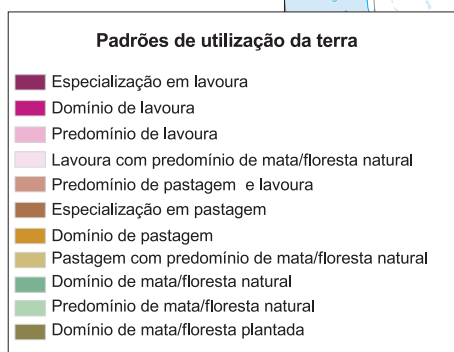 Padrões de utilização da terra
Especialização em lavoura
Domínio de lavoura
Predomínio de lavoura
Lavoura com predomínio de mata/floresta natural
Predomínio de pastagem e lavoura
Especialização em pastagem
Domínio de pastagem
Pastagem com predomínio de mata/floresta natural
Domínio de mata/floresta natural
Predomínio de mata/floresta natural
Domínio de mata/floresta plantada